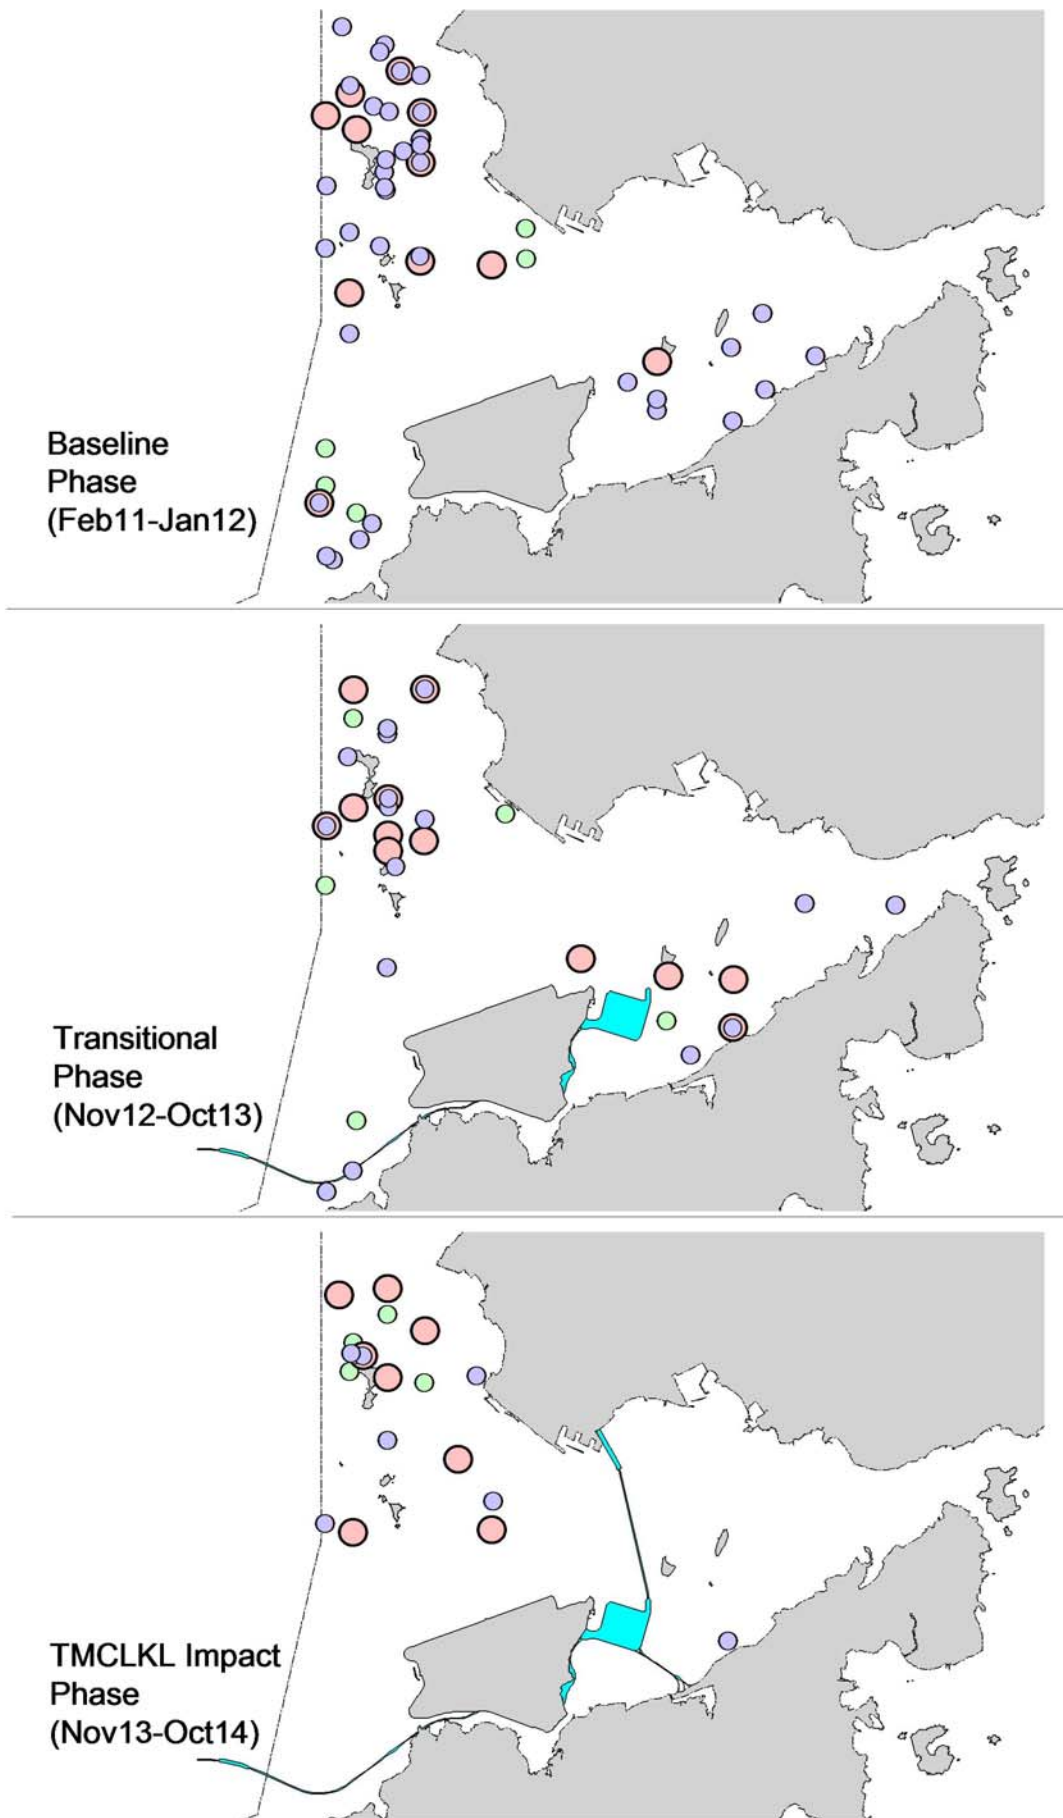 Baseline
Phase
(Feb11-Jan12)
Transitional
Phase
(Nov12-Oct13)
TMCLKL Impact
Phase
(Nov13-Oct14)